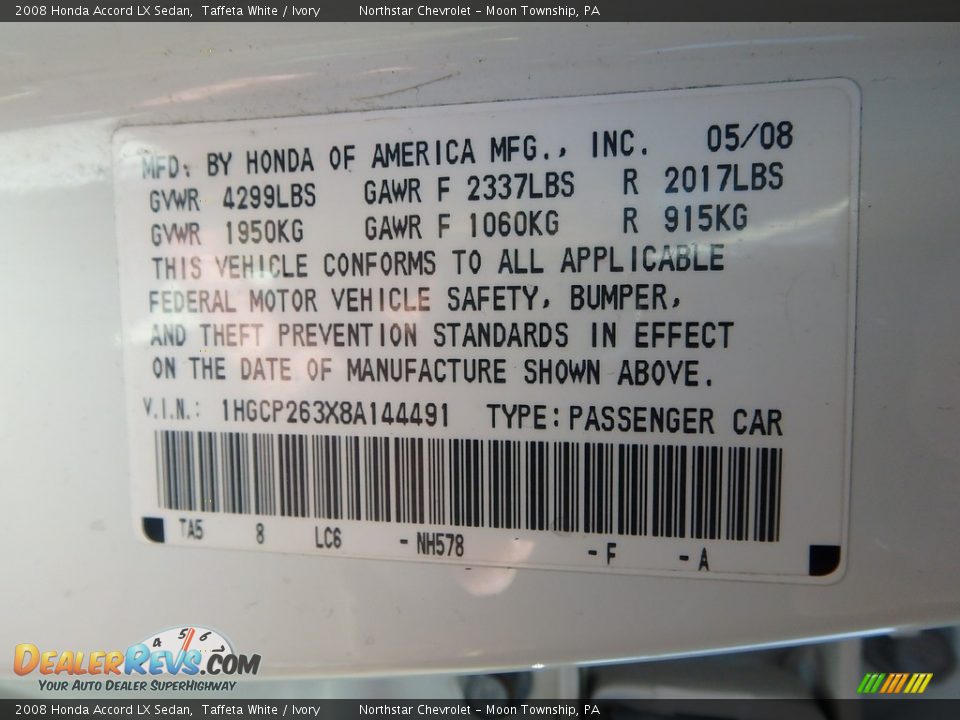 2008 Honda Accord LX Sedan, Taffeta White / Ivory Northstar Chevrolet - Moon Township, PA
MFD. BY HONDA OF AMERICA MFG., INC. 05/08
GVWR 4299LBS GAWR F 2337LBS R 2017LBS
GVWR 1950KG GAWR F 1060KG R 915KG
THIS VEHICLE CONFORMS TO ALL APPLICABLE
FEDERAL MOTOR VEHICLE SAFETY, BUMPER,
AND THEFT PREVENTION STANDARDS IN EFFECT
ON THE DATE OF MANUFACTURE SHOWN ABOVE.
V.I.N.: 1HGCP263X8A144491 TYPE: PASSENGER CAR
TA5 8 LC6 - NH578 - F - A
4 5 6
DEALERREVS.COM
YOUR AUTO DEALER SUPERHIGHWAY
2008 Honda Accord LX Sedan, Taffeta White / Ivory Northstar Chevrolet - Moon Township, PA